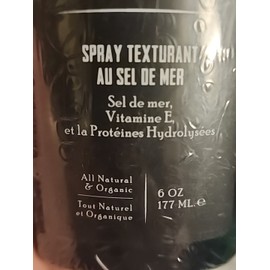 SPRAY TEXTURANT
AU SEL DE MER
Sel de mer,
Vitamine E,
et la Protéines Hydrolysées
All Natural
& Organic
Tout Naturel
et Organique
6 OZ
177 ML. ℮